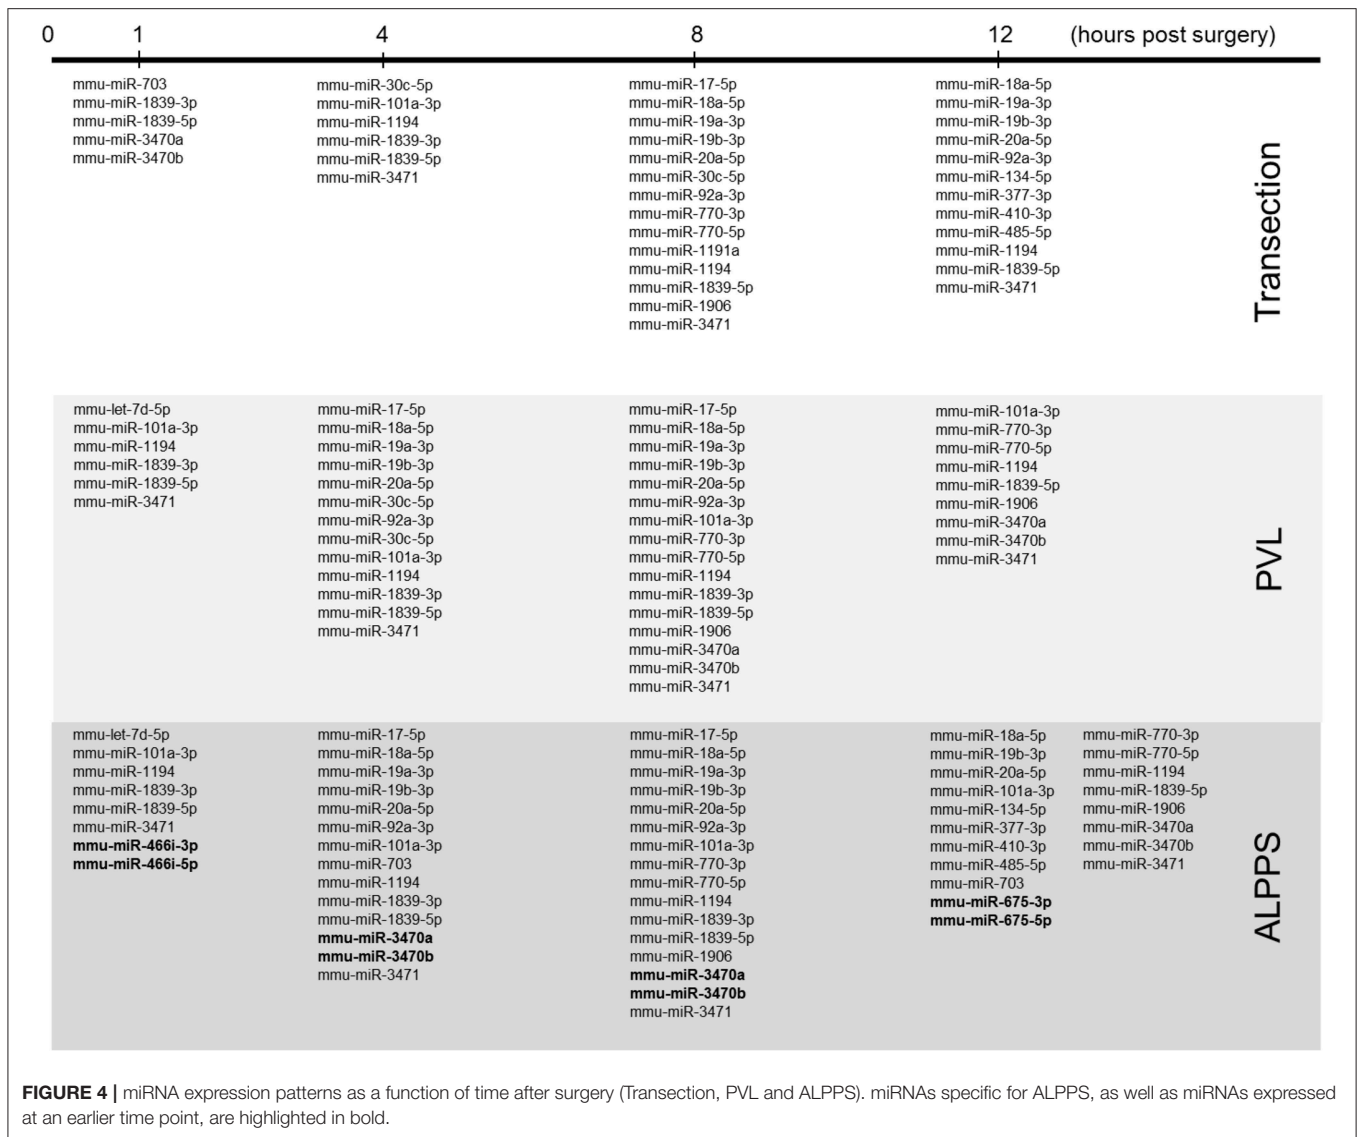 0 1 4 8 12 (hours post surgery)
mmu-miR-703
mmu-miR-1839-3p
mmu-miR-1839-5p
mmu-miR-3470a
mmu-miR-3470b
mmu-miR-30c-5p
mmu-miR-101a-3p
mmu-miR-1194
mmu-miR-1839-3p
mmu-miR-1839-5p
mmu-miR-3471
mmu-miR-17-5p
mmu-miR-18a-5p
mmu-miR-19a-3p
mmu-miR-19b-3p
mmu-miR-20a-5p
mmu-miR-30c-5p
mmu-miR-92a-3p
mmu-miR-770-3p
mmu-miR-770-5p
mmu-miR-1191a
mmu-miR-1194
mmu-miR-1839-5p
mmu-miR-1906
mmu-miR-3471
mmu-miR-18a-5p
mmu-miR-19a-3p
mmu-miR-19b-3p
mmu-miR-20a-5p
mmu-miR-92a-3p
mmu-miR-134-5p
mmu-miR-377-3p
mmu-miR-410-3p
mmu-miR-485-5p
mmu-miR-1194
mmu-miR-1839-5p
mmu-miR-3471
Transection
mmu-let-7d-5p
mmu-miR-101a-3p
mmu-miR-1194
mmu-miR-1839-3p
mmu-miR-1839-5p
mmu-miR-3471
mmu-miR-17-5p
mmu-miR-18a-5p
mmu-miR-19a-3p
mmu-miR-19b-3p
mmu-miR-20a-5p
mmu-miR-30c-5p
mmu-miR-92a-3p
mmu-miR-30c-5p
mmu-miR-101a-3p
mmu-miR-1194
mmu-miR-1839-3p
mmu-miR-1839-5p
mmu-miR-3471
mmu-miR-17-5p
mmu-miR-18a-5p
mmu-miR-19a-3p
mmu-miR-19b-3p
mmu-miR-20a-5p
mmu-miR-92a-3p
mmu-miR-101a-3p
mmu-miR-770-3p
mmu-miR-770-5p
mmu-miR-1194
mmu-miR-1839-3p
mmu-miR-1839-5p
mmu-miR-1906
mmu-miR-3470a
mmu-miR-3470b
mmu-miR-3471
mmu-miR-101a-3p
mmu-miR-770-3p
mmu-miR-770-5p
mmu-miR-1194
mmu-miR-1839-5p
mmu-miR-1906
mmu-miR-3470a
mmu-miR-3470b
mmu-miR-3471
PVL
mmu-let-7d-5p
mmu-miR-101a-3p
mmu-miR-1194
mmu-miR-1839-3p
mmu-miR-1839-5p
mmu-miR-3471
mmu-miR-466i-3p
mmu-miR-466i-5p
mmu-miR-17-5p
mmu-miR-18a-5p
mmu-miR-19a-3p
mmu-miR-19b-3p
mmu-miR-20a-5p
mmu-miR-92a-3p
mmu-miR-101a-3p
mmu-miR-703
mmu-miR-1194
mmu-miR-1839-3p
mmu-miR-1839-5p
mmu-miR-3470a
mmu-miR-3470b
mmu-miR-3471
mmu-miR-17-5p
mmu-miR-18a-5p
mmu-miR-19a-3p
mmu-miR-19b-3p
mmu-miR-20a-5p
mmu-miR-92a-3p
mmu-miR-101a-3p
mmu-miR-770-3p
mmu-miR-770-5p
mmu-miR-1194
mmu-miR-1839-3p
mmu-miR-1839-5p
mmu-miR-1906
mmu-miR-3470a
mmu-miR-3470b
mmu-miR-3471
mmu-miR-18a-5p
mmu-miR-19b-3p
mmu-miR-20a-5p
mmu-miR-101a-3p
mmu-miR-134-5p
mmu-miR-377-3p
mmu-miR-410-3p
mmu-miR-485-5p
mmu-miR-703
mmu-miR-675-3p
mmu-miR-675-5p
mmu-miR-770-3p
mmu-miR-770-5p
mmu-miR-1194
mmu-miR-1839-5p
mmu-miR-1906
mmu-miR-3470a
mmu-miR-3470b
mmu-miR-3471
ALPPS
FIGURE 4 | miRNA expression patterns as a function of time after surgery (Transection, PVL and ALPPS). miRNAs specific for ALPPS, as well as miRNAs expressed
at an earlier time point, are highlighted in bold.